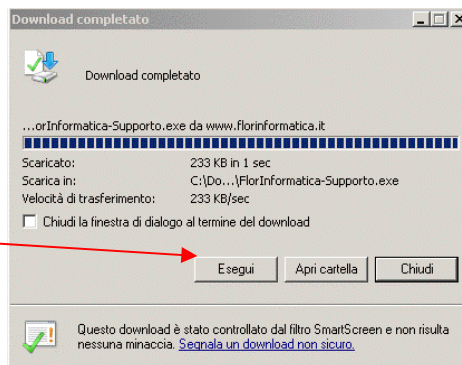 Download completato
Download completato
...orInformatica-Supporto.exe da www.florinformatica.it
Scaricato: 233 KB in 1 sec
Scarica in: C:\Do...\FlorInformatica-Supporto.exe
Velocità di trasferimento: 233 KB/sec
Chiudi la finestra di dialogo al termine del download
Esegui Apri cartella Chiudi
Questo download è stato controllato dal filtro SmartScreen e non risulta
nessuna minaccia. Segnala un download non sicuro.